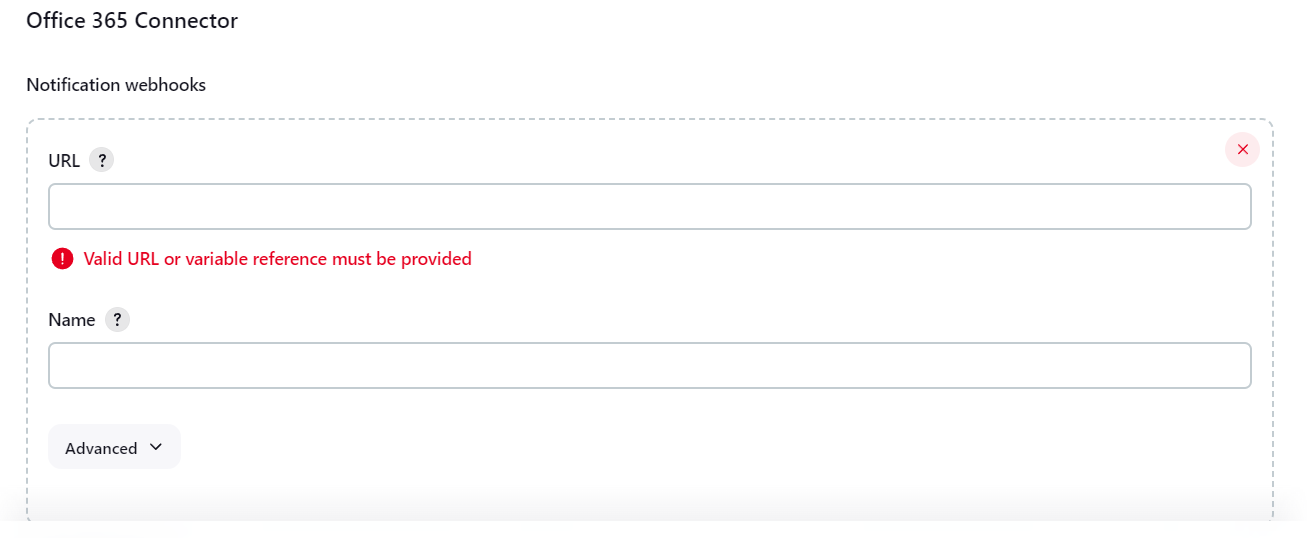 Office 365 Connector
Notification webhooks
URL ?
! Valid URL or variable reference must be provided
Name ?
Advanced